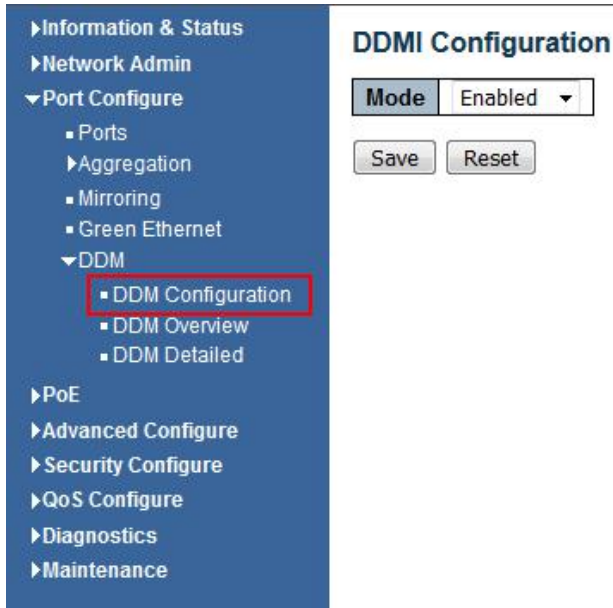 Information & Status
Network Admin
Port Configure
Ports
Aggregation
Mirroring
Green Ethernet
DDM
DDM Configuration
DDM Overview
DDM Detailed
PoE
Advanced Configure
Security Configure
QoS Configure
Diagnostics
Maintenance
DDMI Configuration
Mode Enabled
Save Reset